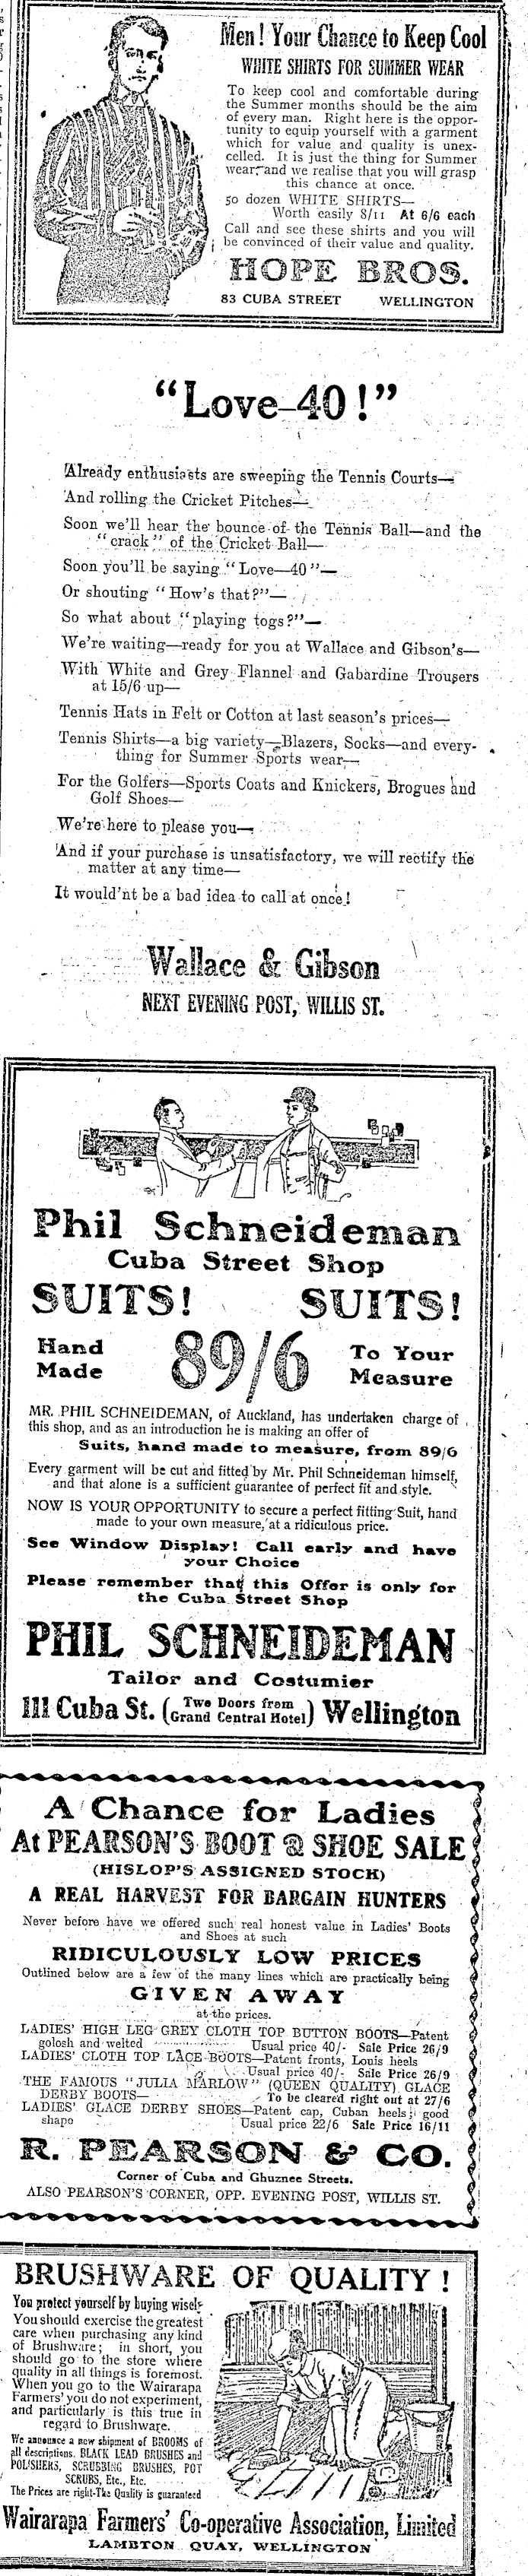 Men! Your Chance to Keep Cool
WHITE SHIRTS FOR SUMMER WEAR
To keep cool and comfortable during
the Summer months should be the aim
of every man. Right here is the oppor-
tunity to equip yourself with a garment
which for value and quality is unex-
celled. It is just the thing for Summer
wear, and we realise that you will grasp
this chance at once.
50 dozen WHITE SHIRTS—
Worth easily 8/11 At 6/6 each
Call and see these shirts and you will
be convinced of their value and quality.
HOPE BROS.
83 CUBA STREET WELLINGTON
"Love-40!"
Already enthusiasts are sweeping the Tennis Courts—
And rolling the Cricket Pitches—
Soon we'll hear the bounce of the Tennis Ball—and the
"crack" of the Cricket Ball—
Soon you'll be saying "Love—40"—
Or shouting "How's that?"—
So what about "playing togs?"—
We're waiting—ready for you at Wallace and Gibson's—
With White and Grey Flannel and Gabardine Trousers
at 15/6 up—
Tennis Hats in Felt or Cotton at last season's prices—
Tennis Shirts—a big variety—Blazers, Socks—and every-
thing for Summer Sports wear—
For the Golfers—Sports Coats and Knickers, Brogues and
Golf Shoes—
We're here to please you—
And if your purchase is unsatisfactory, we will rectify the
matter at any time—
It would'nt be a bad idea to call at once!
Wallace & Gibson
NEXT EVENING POST, WILLIS ST.
Phil Schneideman
Cuba Street Shop
SUITS! SUITS!
Hand Made 89/6 To Your Measure
MR. PHIL SCHNEIDEMAN, of Auckland, has undertaken charge of
this shop, and as an introduction he is making an offer of
Suits, hand made to measure, from 89/6
Every garment will be cut and fitted by Mr. Phil Schneideman himself,
and that alone is a sufficient guarantee of perfect fit and style.
NOW IS YOUR OPPORTUNITY to secure a perfect fitting Suit, hand
made to your own measure, at a ridiculous price.
See Window Display! Call early and have
your Choice
Please remember that this Offer is only for
the Cuba Street Shop
PHIL SCHNEIDEMAN
Tailor and Costumier
111 Cuba St. (Two Doors from Grand Central Hotel) Wellington
A Chance for Ladies
At PEARSON'S BOOT & SHOE SALE
(HISLOP'S ASSIGNED STOCK)
A REAL HARVEST FOR BARGAIN HUNTERS
Never before have we offered such real honest value in Ladies' Boots
and Shoes at such
RIDICULOUSLY LOW PRICES
Outlined below are a few of the many lines which are practically being
GIVEN AWAY
at the prices.
LADIES' HIGH LEG GREY CLOTH TOP BUTTON BOOTS—Patent
golosh and welted Usual price 40/- Sale Price 26/9
LADIES' CLOTH TOP LACE BOOTS—Patent fronts, Louis heels
Usual price 40/- Sale Price 26/9
THE FAMOUS "JULIA MARLOW" (QUEEN QUALITY) GLACE
DERBY BOOTS— To be cleared right out at 27/6
LADIES' GLACE DERBY SHOES—Patent cap, Cuban heels; good
shape Usual price 22/6 Sale Price 16/11
R. PEARSON & CO.
Corner of Cuba and Ghuznee Streets.
ALSO PEARSON'S CORNER, OPP. EVENING POST, WILLIS ST.
BRUSHWARE OF QUALITY!
You protect yourself by buying wisely
You should exercise the greatest
care when purchasing any kind
of Brushware; in short, you
should go to the store where
quality in all things is foremost.
When you go to the Wairarapa
Farmers' you do not experiment,
and particularly is this true in
regard to Brushware.
We announce a new shipment of BROOMS of
all descriptions. BLACK LEAD BRUSHES and
POLISHERS, SCRUBBING BRUSHES, POT
SCRUBS, Etc., Etc.
The Prices are right-The Quality is guaranteed
Wairarapa Farmers' Co-operative Association, Limited
LAMBTON QUAY, WELLINGTON